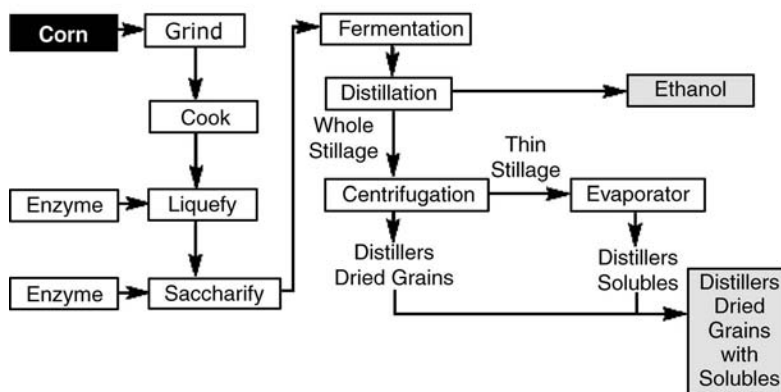 Corn
Grind
Cook
Enzyme
Liquefy
Enzyme
Saccharify
Fermentation
Distillation
Ethanol
Whole
Stillage
Thin
Stillage
Centrifugation
Evaporator
Distillers
Dried Grains
Distillers
Solubles
Distillers
Dried
Grains
with
Solubles